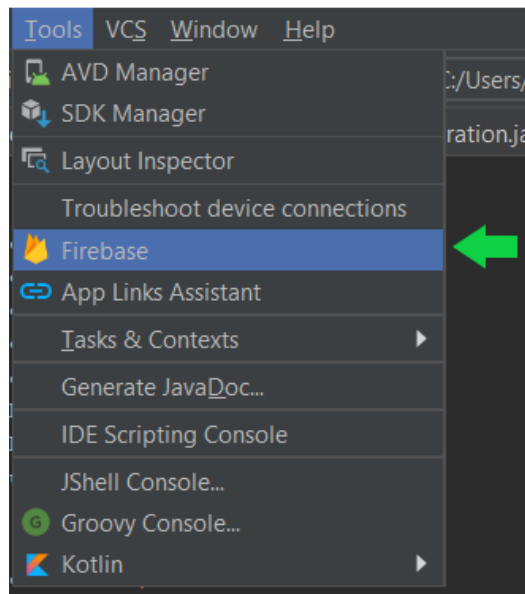 Tools VCS Window Help
AVD Manager
:/Users/
SDK Manager
ration.ja
Layout Inspector
Troubleshoot device connections
Firebase
App Links Assistant
Tasks & Contexts
Generate JavaDoc...
IDE Scripting Console
JShell Console...
G Groovy Console...
Kotlin